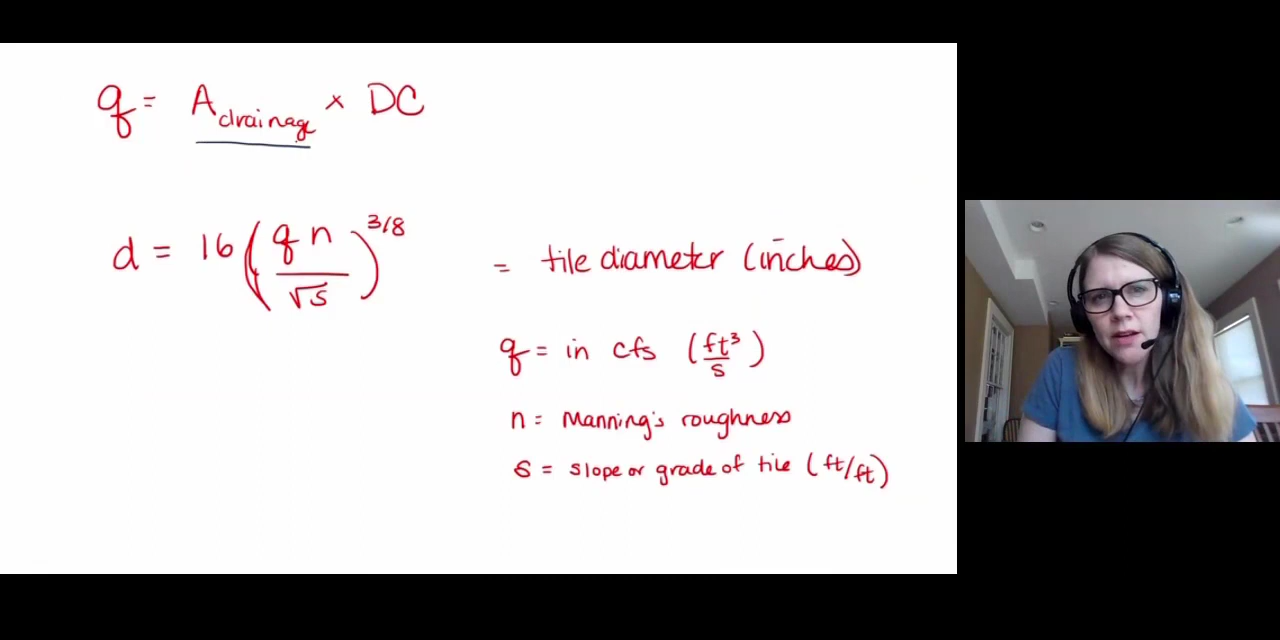 q = A drainage × DC
d = 16 (q n / √s)^3/8 = tile diameter (inches)
q = in cfs (ft³/s)
n = Manning's roughness
s = slope or grade of tile (ft/ft)